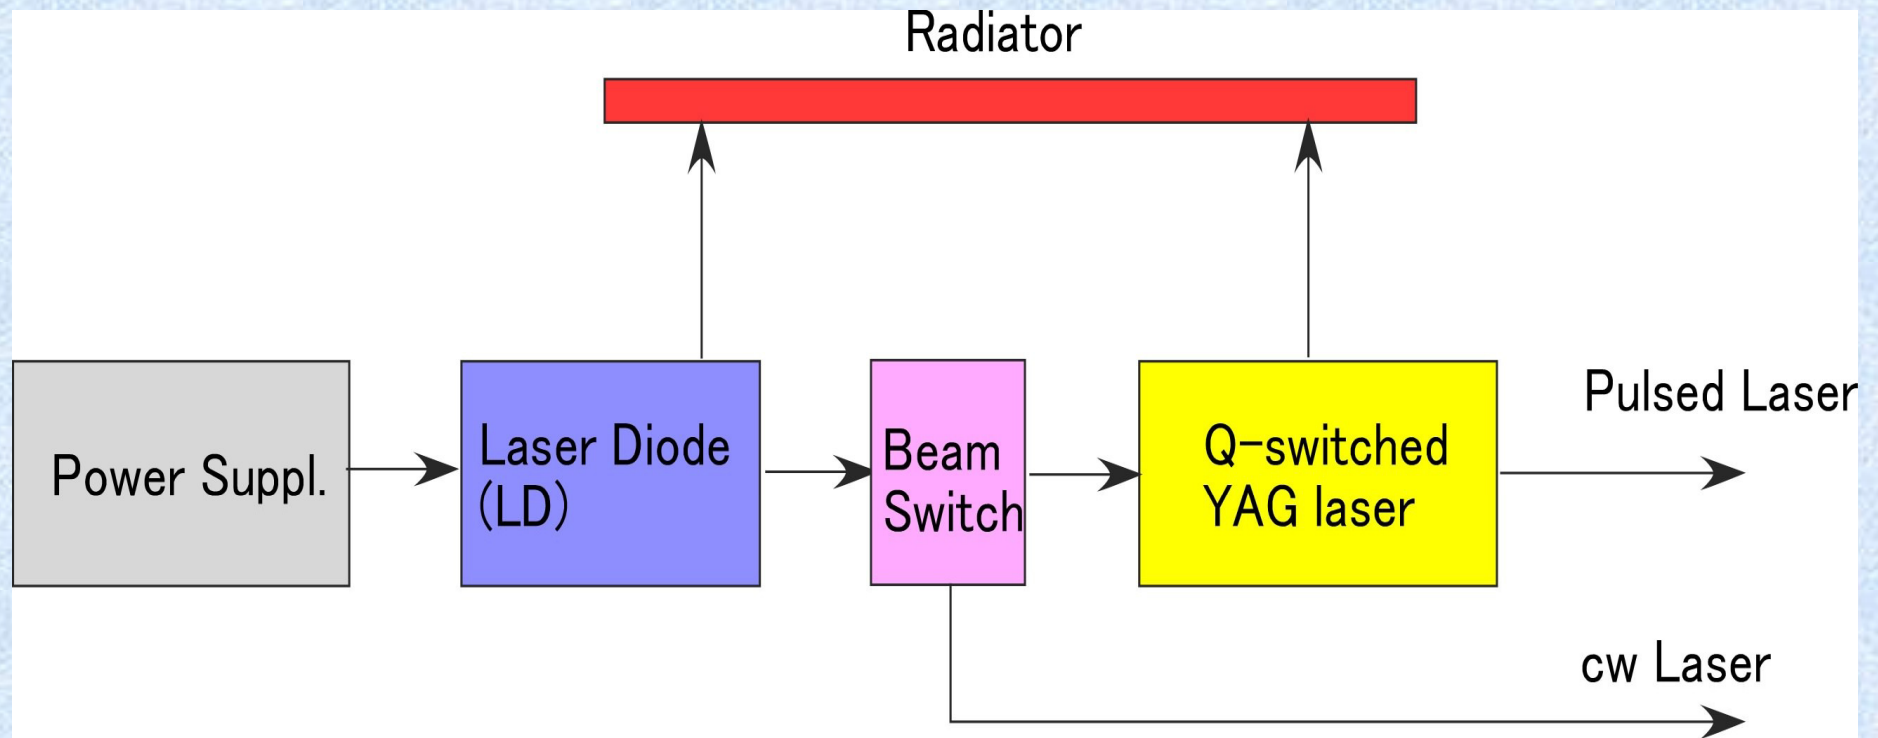 Radiator
Power Suppl.
Laser Diode
(LD)
Beam
Switch
Q-switched
YAG laser
Pulsed Laser
cw Laser